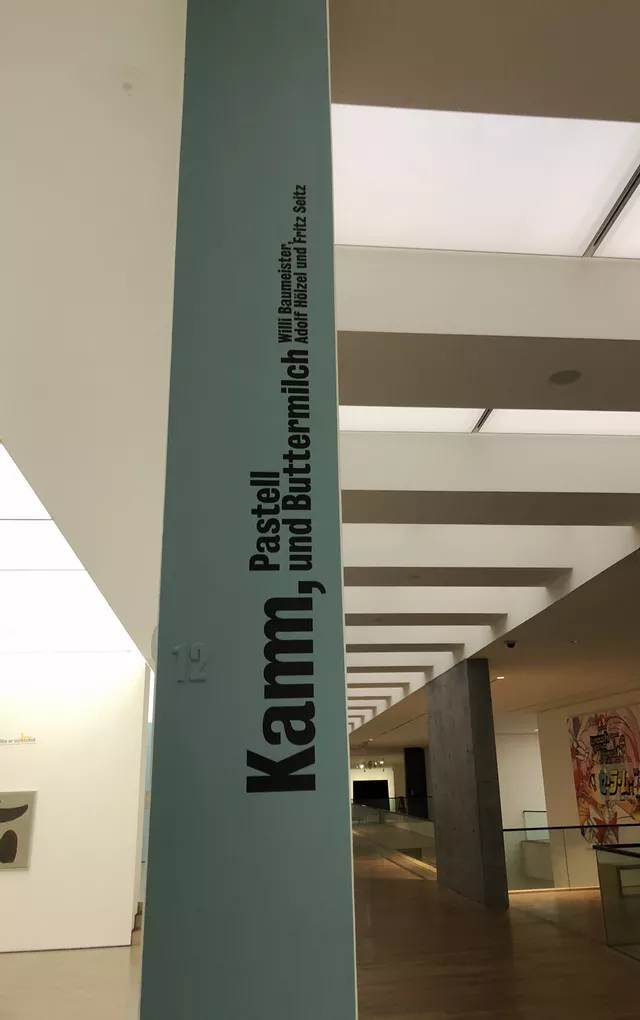 Kamm,
Pastell
und Buttermilch
Willi Baumeister,
Adolf Hölzel und Fritz Seitz
12